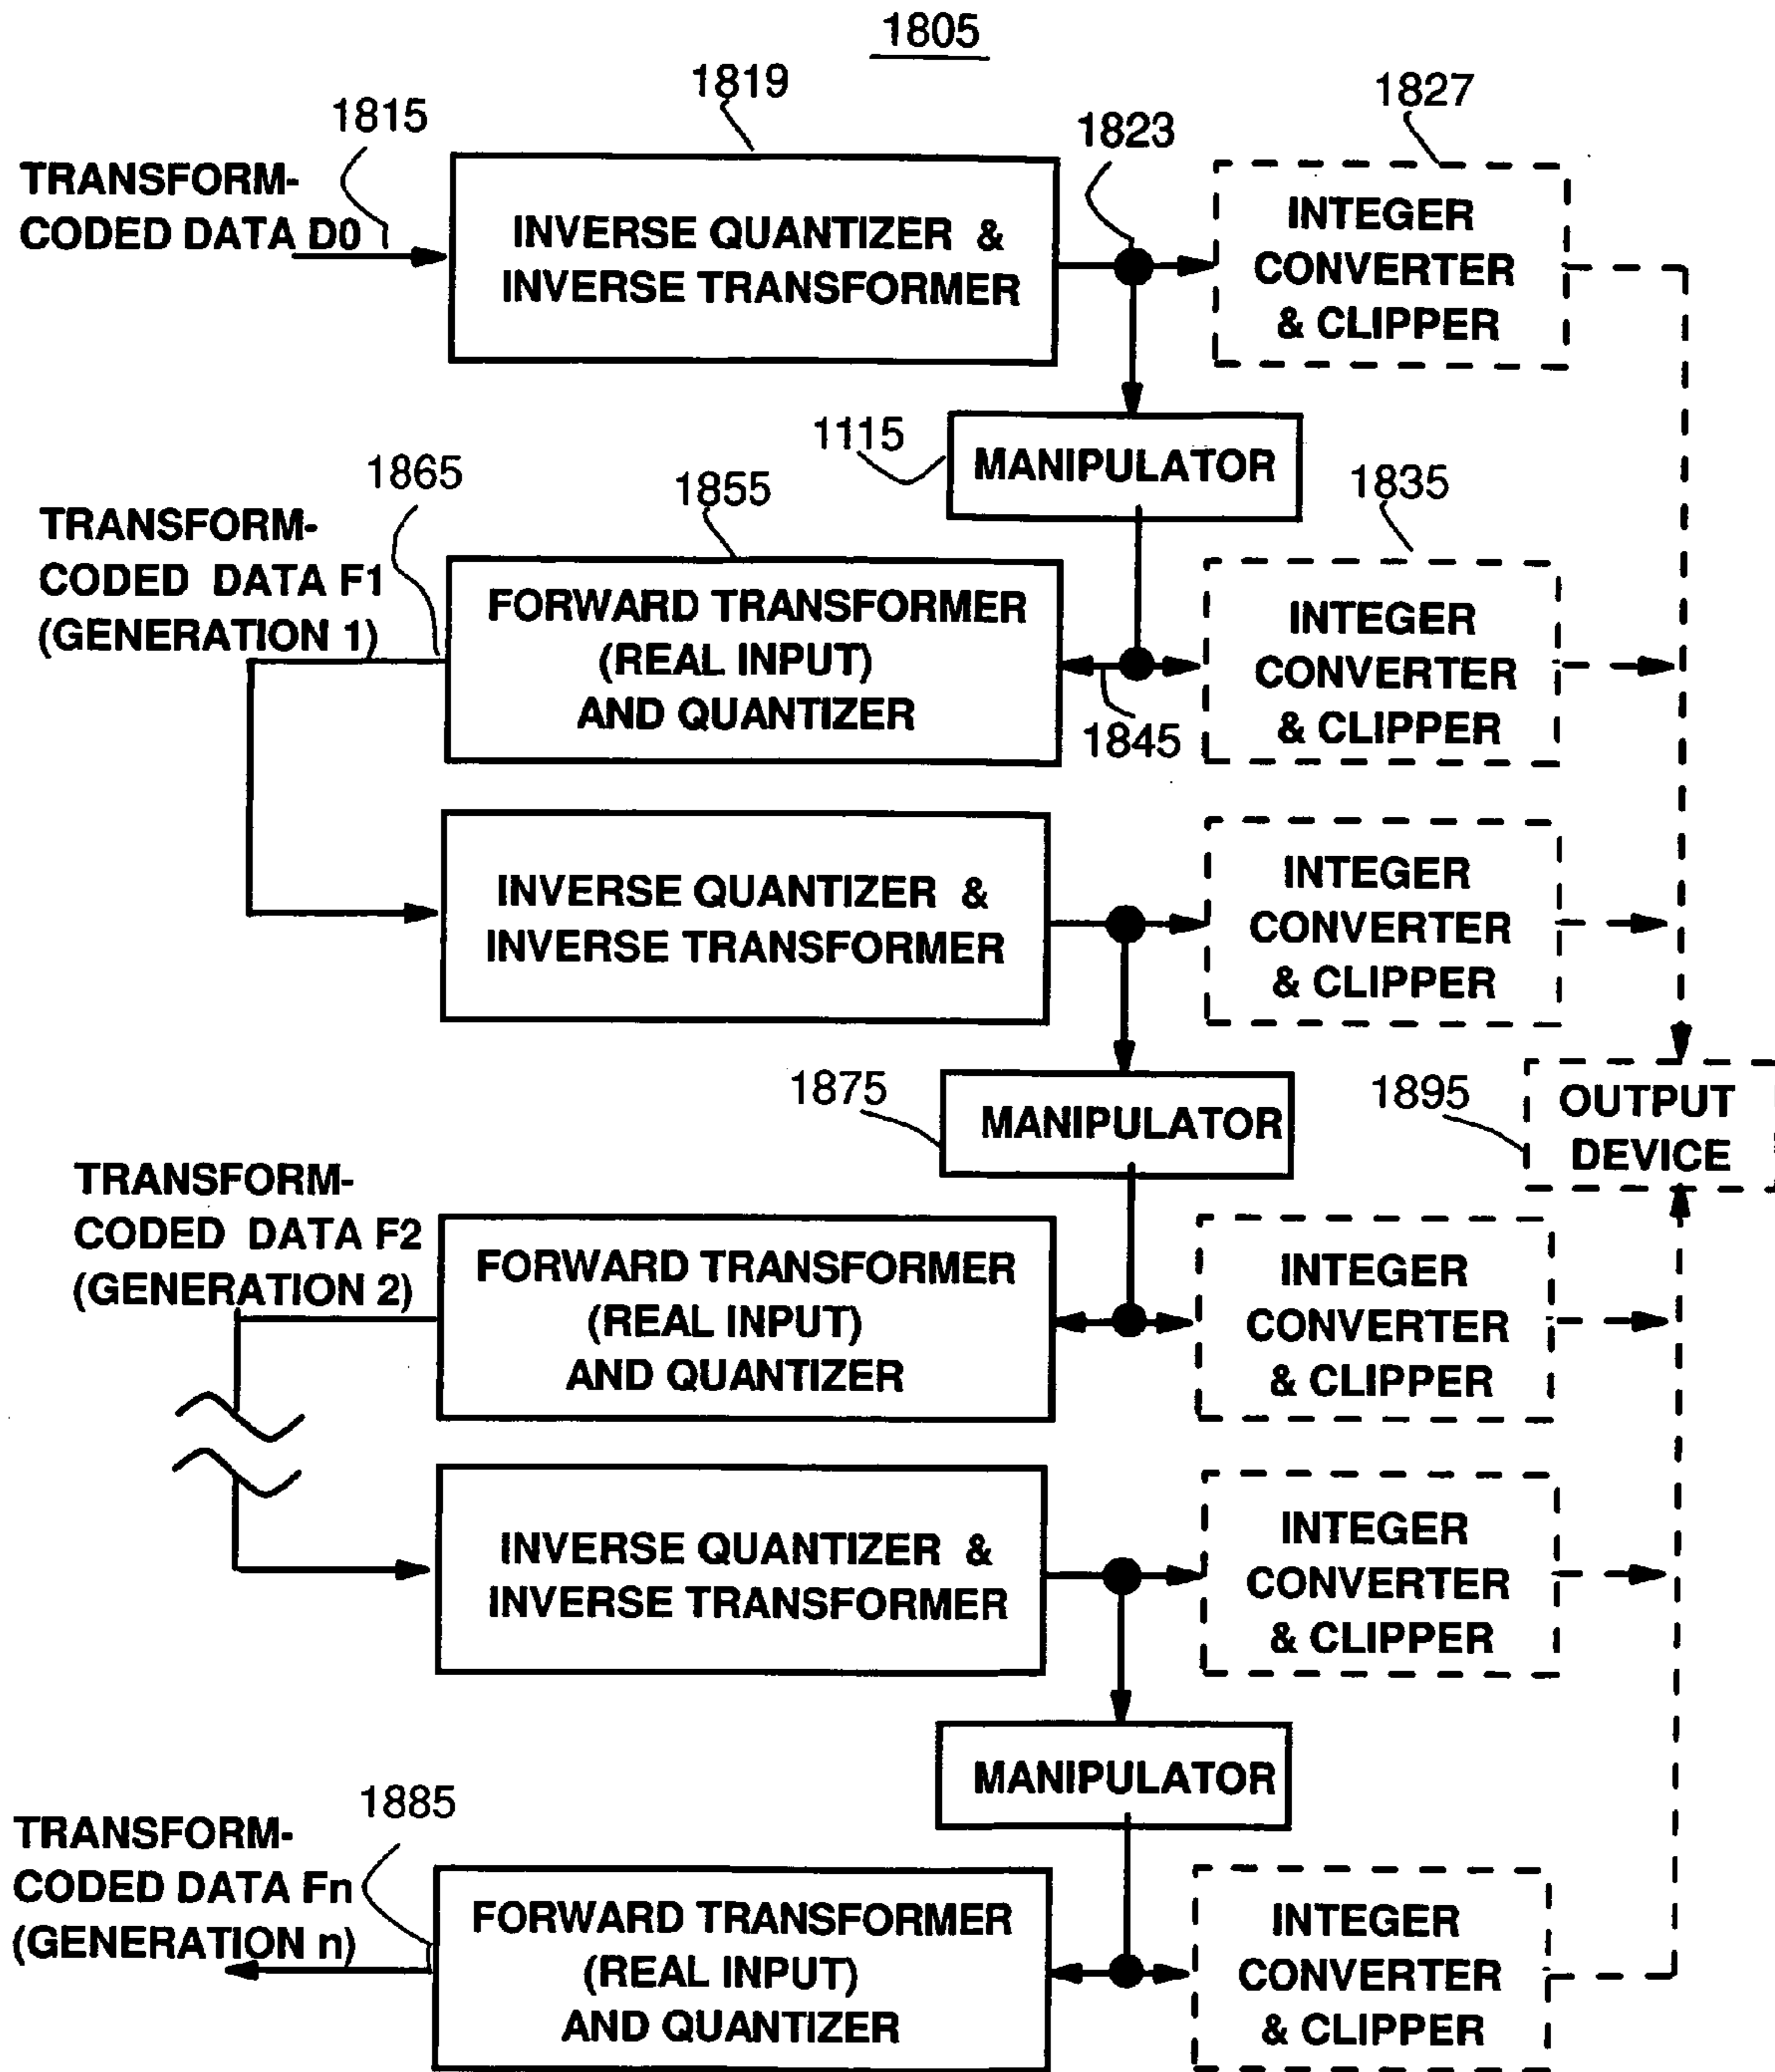 1805
1819
1827
1815
1823
TRANSFORM-
CODED DATA D0
INVERSE QUANTIZER &
INVERSE TRANSFORMER
INTEGER
CONVERTER
& CLIPPER
1115
MANIPULATOR
1865
1855
1835
TRANSFORM-
CODED DATA F1
(GENERATION 1)
FORWARD TRANSFORMER
(REAL INPUT)
AND QUANTIZER
1845
INTEGER
CONVERTER
& CLIPPER
INVERSE QUANTIZER &
INVERSE TRANSFORMER
INTEGER
CONVERTER
& CLIPPER
1875
MANIPULATOR
1895
OUTPUT
DEVICE
TRANSFORM-
CODED DATA F2
(GENERATION 2)
FORWARD TRANSFORMER
(REAL INPUT)
AND QUANTIZER
INTEGER
CONVERTER
& CLIPPER
INVERSE QUANTIZER &
INVERSE TRANSFORMER
INTEGER
CONVERTER
& CLIPPER
MANIPULATOR
1885
TRANSFORM-
CODED DATA Fn
(GENERATION n)
FORWARD TRANSFORMER
(REAL INPUT)
AND QUANTIZER
INTEGER
CONVERTER
& CLIPPER